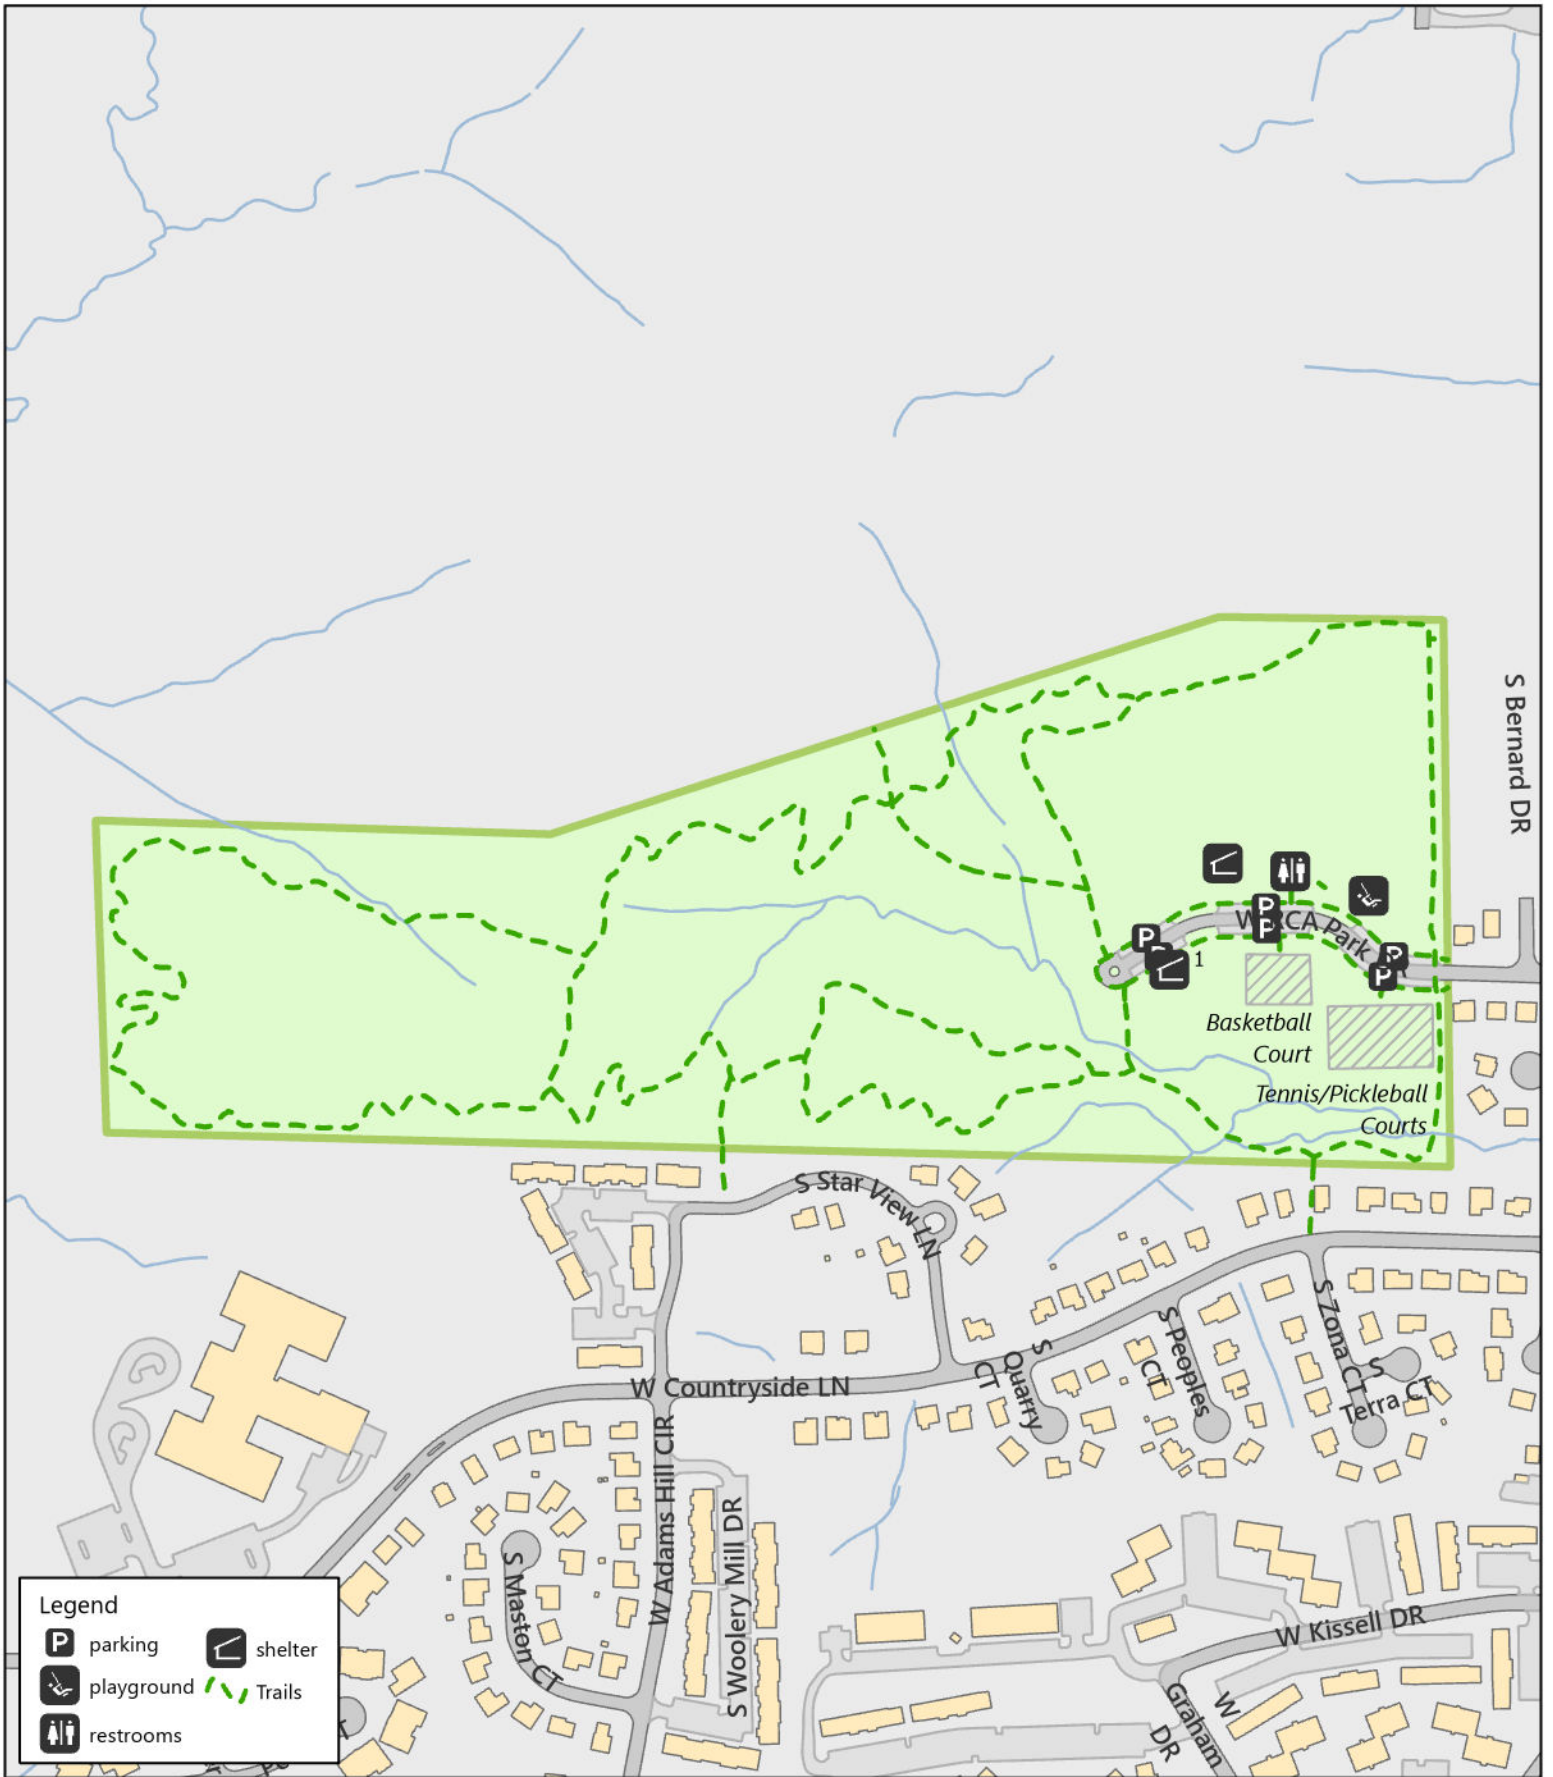 S Bernard DR
W RCA Park
1
Basketball
Court
Tennis/Pickleball
Courts
S Star View LN
S Zona CT
S Peoples
CT
S
Quarry
CT
S
Terra CT
W Countryside LN
W Adams Hill CIR
S Woolery Mill DR
S Maston CT
W Kissell DR
W
Graham
DR
Legend
P parking
shelter
playground
Trails
restrooms